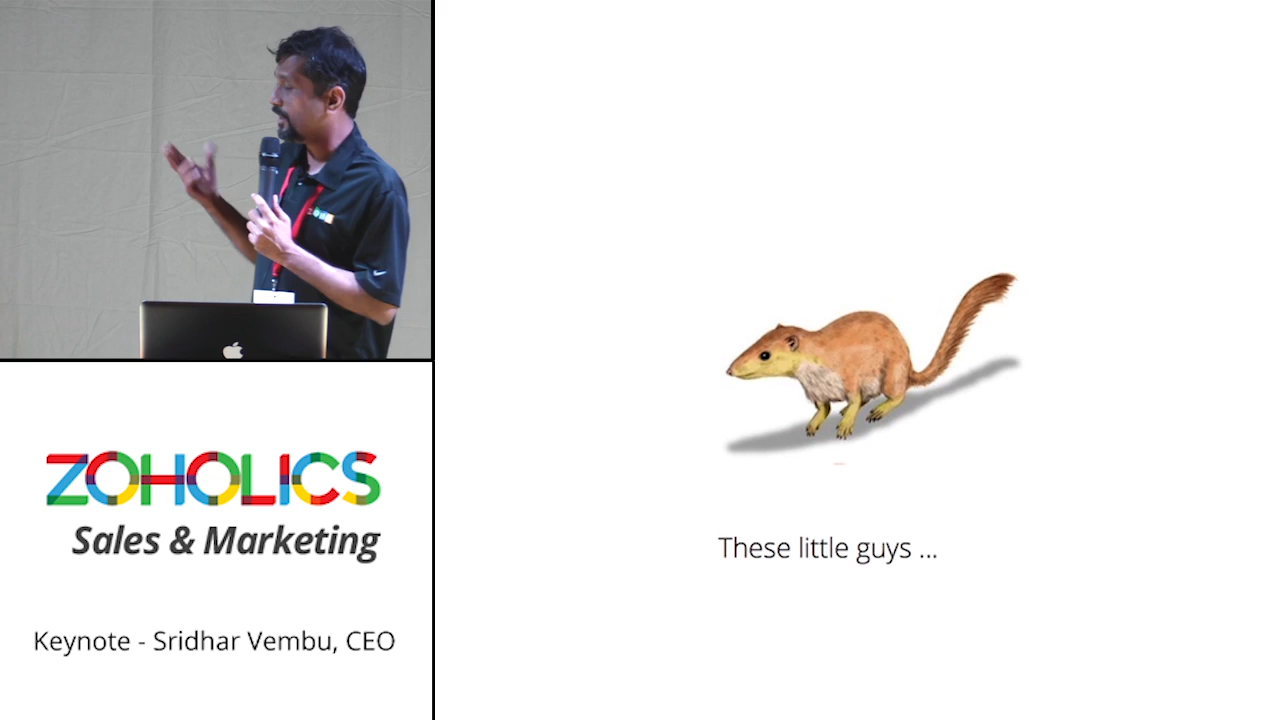 ZOHOLICS
Sales & Marketing
Keynote - Sridhar Vembu, CEO
These little guys ...